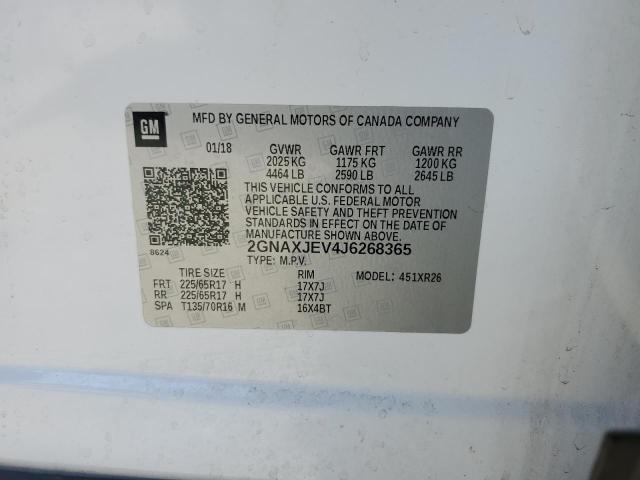 GM
MFD BY GENERAL MOTORS OF CANADA COMPANY
01/18 GVWR GAWR FRT GAWR RR
2025 KG 1175 KG 1200 KG
4464 LB 2590 LB 2645 LB
THIS VEHICLE CONFORMS TO ALL
APPLICABLE U.S. FEDERAL MOTOR
VEHICLE SAFETY AND THEFT PREVENTION
STANDARDS IN EFFECT ON THE DATE OF
MANUFACTURE SHOWN ABOVE.
8624 2GNAXJEV4J6268365
TYPE: M.P.V.
TIRE SIZE RIM MODEL: 451XR26
FRT 225/65R17 H 17X7J
RR 225/65R17 H 17X7J
SPA T135/70R16 M 16X4BT